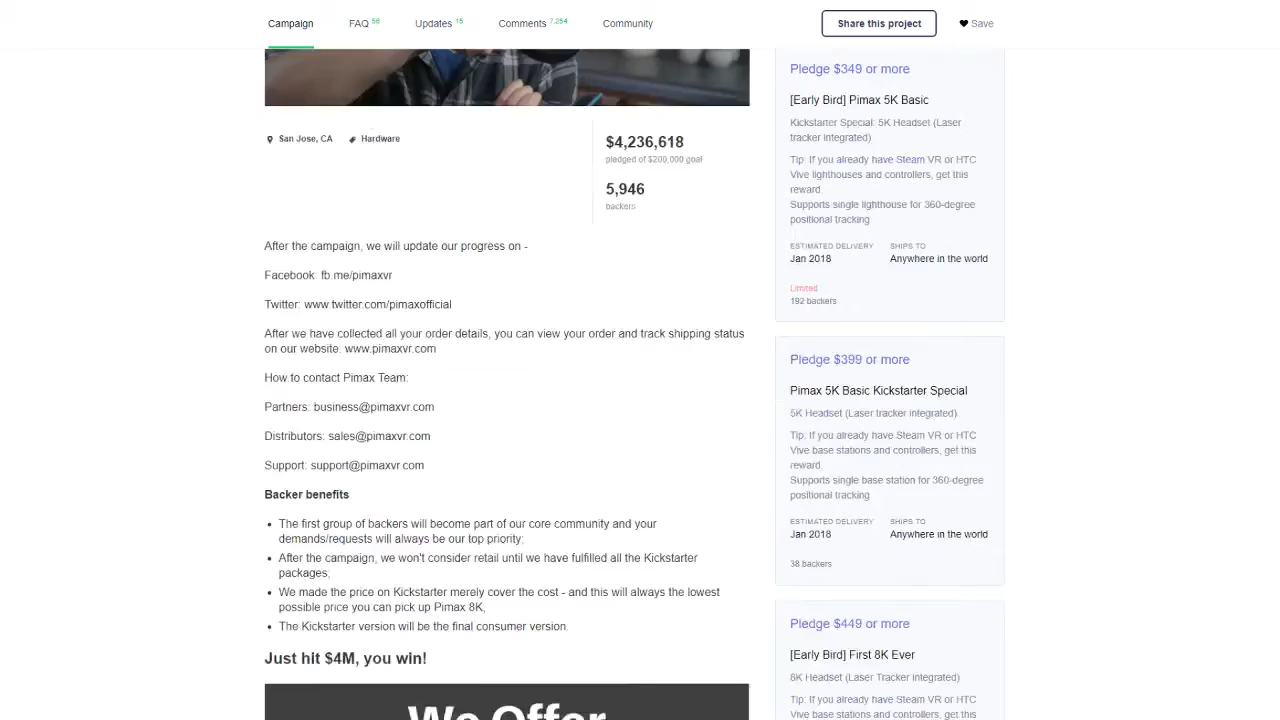 Campaign
FAQ 56
Updates 15
Comments 7,254
Community
Share this project
Save
San Jose, CA
Hardware
$4,236,618
pledged of $200,000 goal
5,946
backers
After the campaign, we will update our progress on -
Facebook: fb.me/pimaxvr
Twitter: www.twitter.com/pimaxofficial
After we have collected all your order details, you can view your order and track shipping status
on our website: www.pimaxvr.com
How to contact Pimax Team:
Partners: business@pimaxvr.com
Distributors: sales@pimaxvr.com
Support: support@pimaxvr.com
Backer benefits
• The first group of backers will become part of our core community and your
demands/requests will always be our top priority;
• After the campaign, we won't consider retail until we have fulfilled all the Kickstarter
packages;
• We made the price on Kickstarter merely cover the cost - and this will always the lowest
possible price you can pick up Pimax 8K;
• The Kickstarter version will be the final consumer version.
Just hit $4M, you win!
We Offer
Pledge $349 or more
[Early Bird] Pimax 5K Basic
Kickstarter Special: 5K Headset (Laser
tracker integrated)
Tip: If you already have Steam VR or HTC
Vive lighthouses and controllers, get this
reward.
Supports single lighthouse for 360-degree
positional tracking
ESTIMATED DELIVERY
Jan 2018
SHIPS TO
Anywhere in the world
Limited
192 backers
Pledge $399 or more
Pimax 5K Basic Kickstarter Special
5K Headset (Laser tracker integrated).
Tip: If you already have Steam VR or HTC
Vive base stations and controllers, get this
reward.
Supports single base station for 360-degree
positional tracking
ESTIMATED DELIVERY
Jan 2018
SHIPS TO
Anywhere in the world
38 backers
Pledge $449 or more
[Early Bird] First 8K Ever
8K Headset (Laser Tracker integrated)
Tip: If you already have Steam VR or HTC
Vive base stations and controllers, get this